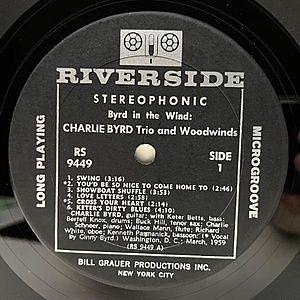 RIVERSIDE
STEREOPHONIC
Byrd in the Wind:
CHARLIE BYRD Trio and Woodwinds
RS
9449
SIDE
1
LONG PLAYING
MICROGROOVE
1. SWING (3:16)
*2. YOU'D BE SO NICE TO COME HOME TO (2:46)
3. SHOWBOAT SHUFFLE (3:53)
*4. LOVE LETTERS (2:58)
*5. CROSS YOUR HEART (2:14)
6. KETER'S DIRTY BLUES (4:10)
CHARLIE BYRD, guitar; with Keter Betts, bass;
Bertell Knox, drums; Buck Hill, tenor sax; Charlie
Schneer, piano; Wallace Mann, flute; Richard
White, oboe; Kenneth Pasmanick, bassoon; (* Vocal
By Ginny Byrd.) Washington, D. C.; March, 1959
(RS 9449 A)
BILL GRAUER PRODUCTIONS INC.
NEW YORK CITY